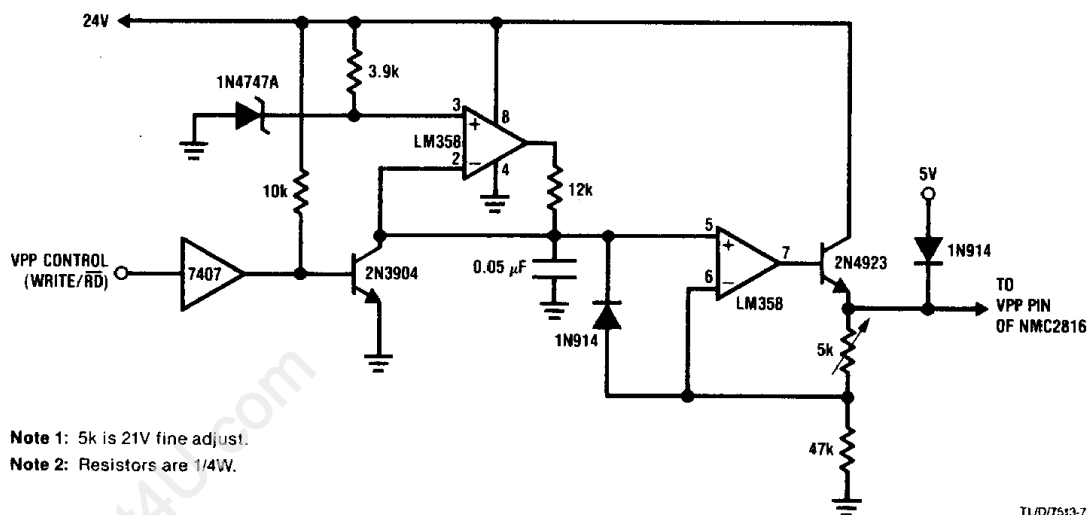 24V
1N4747A
3.9k
3
8
LM358
2
4
10k
12k
5V
VPP CONTROL
(WRITE/RD)
7407
2N3904
0.05 µF
5
7
6
LM358
2N4923
1N914
1N914
TO
VPP PIN
OF NMC2816
5k
47k
Note 1: 5k is 21V fine adjust.
Note 2: Resistors are 1/4W.
TL/D/7513-7